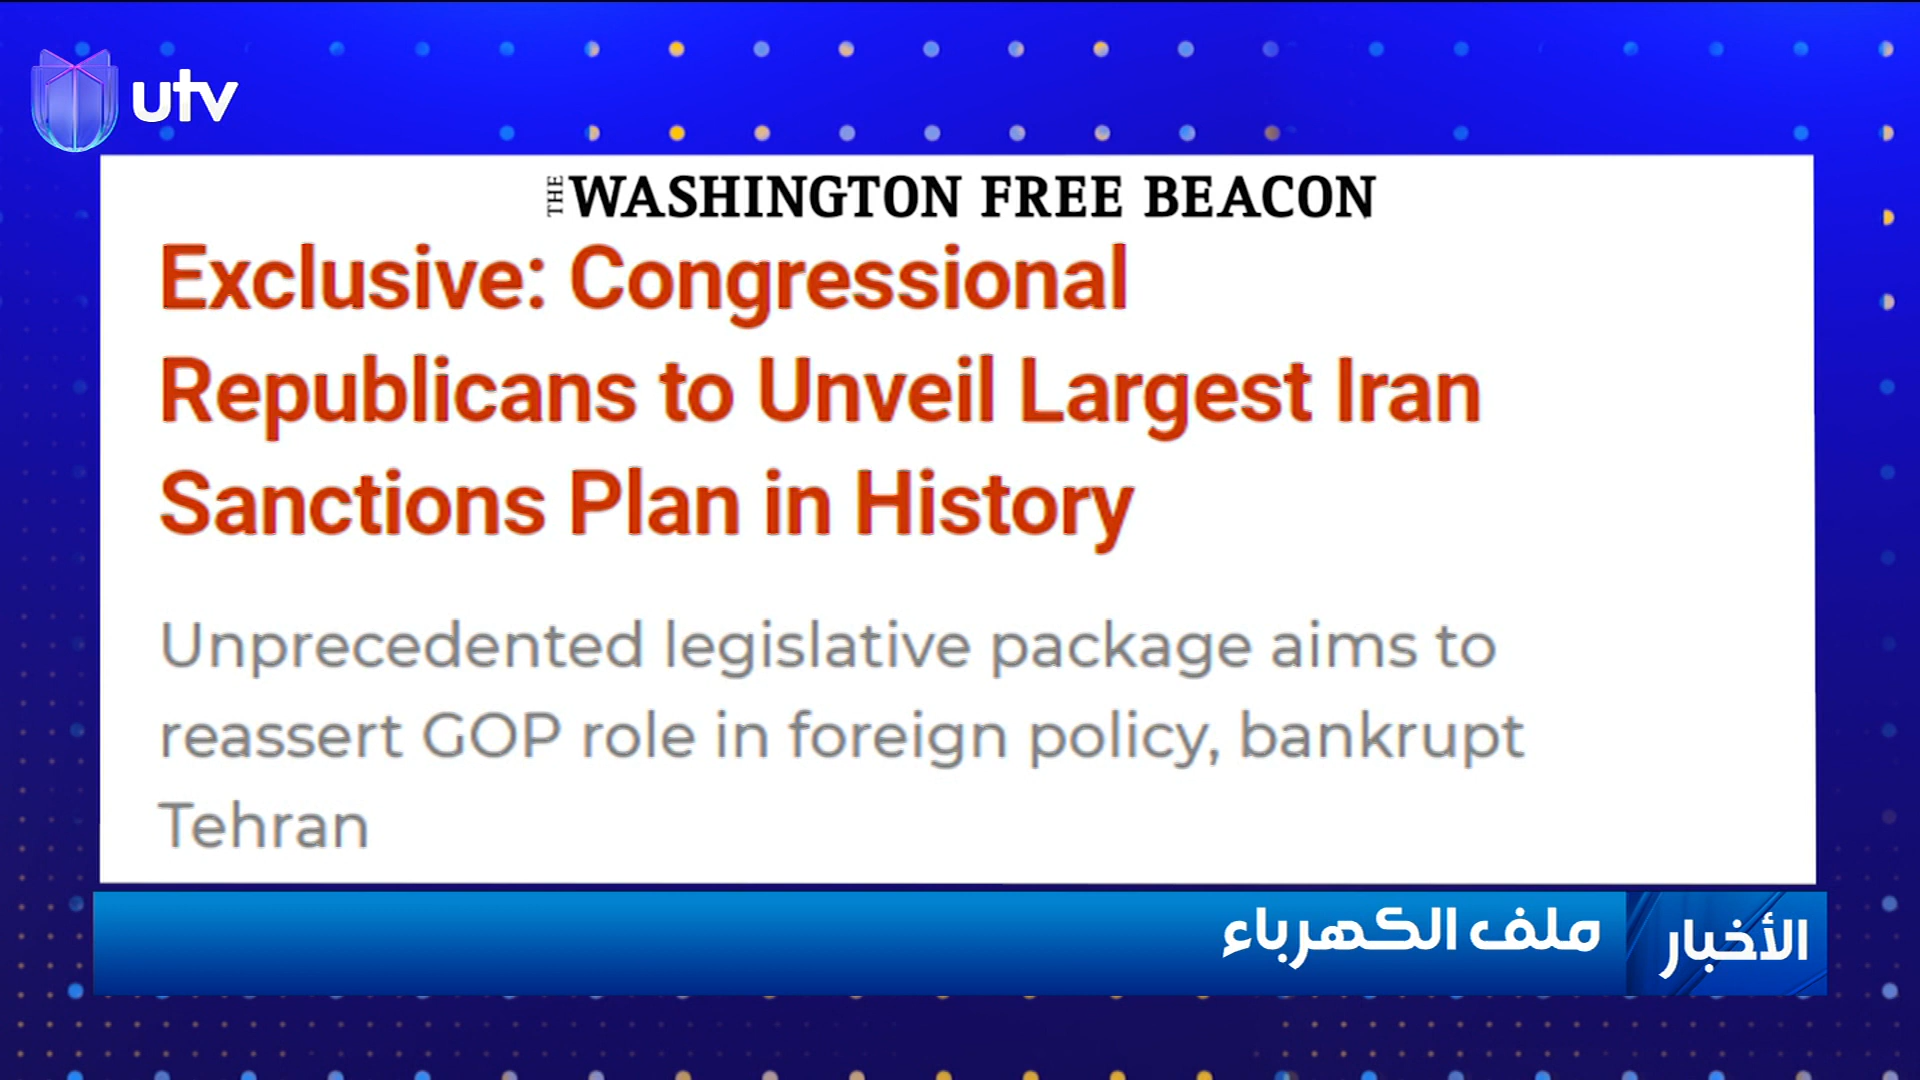 utv
THE WASHINGTON FREE BEACON
Exclusive: Congressional
Republicans to Unveil Largest Iran
Sanctions Plan in History
Unprecedented legislative package aims to
reassert GOP role in foreign policy, bankrupt
Tehran
ملف الكهرباء
الأخبار